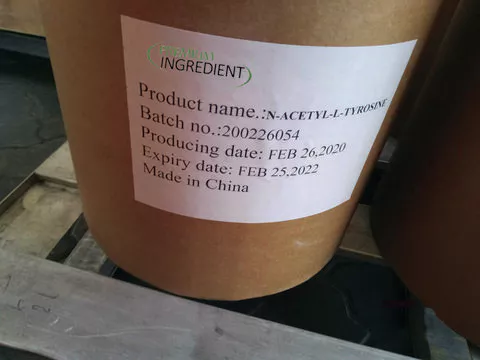 PREMIUM
INGREDIENT
Product name.:N-ACETYL-L-TYROSINE
Batch no.:200226054
Producing date: FEB 26,2020
Expiry date: FEB 25,2022
Made in China